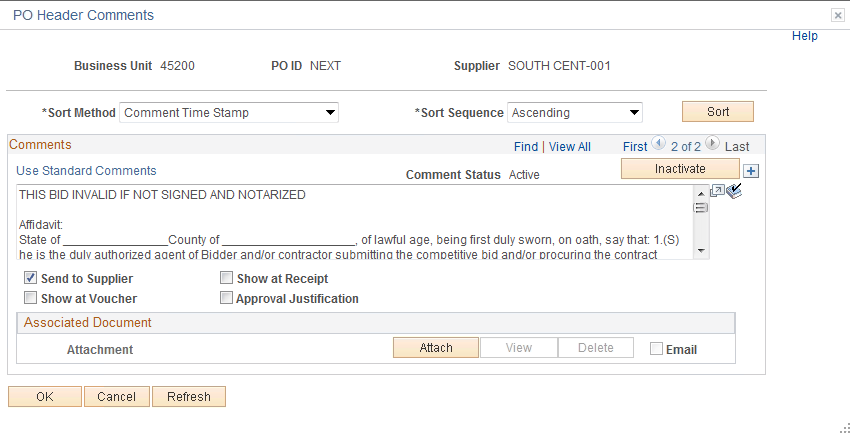 PO Header Comments
Help
Business Unit 45200 PO ID NEXT Supplier SOUTH CENT-001
*Sort Method Comment Time Stamp *Sort Sequence Ascending Sort
Comments Find | View All First 2 of 2 Last
Use Standard Comments Comment Status Active Inactivate
THIS BID INVALID IF NOT SIGNED AND NOTARIZED
Affidavit:
State of _________________County of ______________________, of lawful age, being first duly sworn, on oath, say that: 1.(S)
he is the duly authorized agent of Bidder and/or contractor submitting the competitive bid and/or procuring the contract
Send to Supplier Show at Receipt
Show at Voucher Approval Justification
Associated Document
Attachment Attach View Delete Email
OK Cancel Refresh